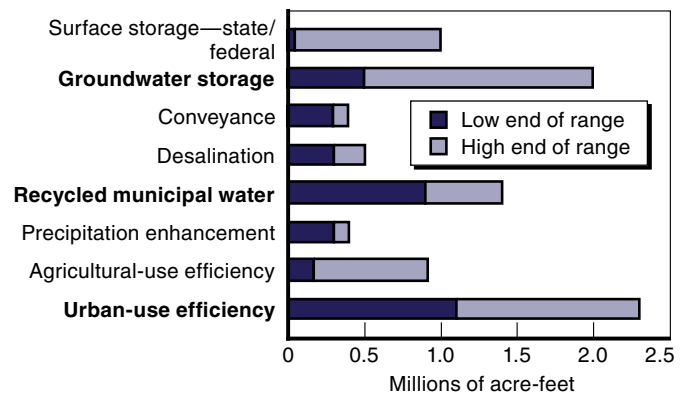 Surface storage—state/
federal
Groundwater storage
Conveyance
Desalination
Recycled municipal water
Precipitation enhancement
Agricultural-use efficiency
Urban-use efficiency
Low end of range
High end of range
0 0.5 1.0 1.5 2.0 2.5
Millions of acre-feet